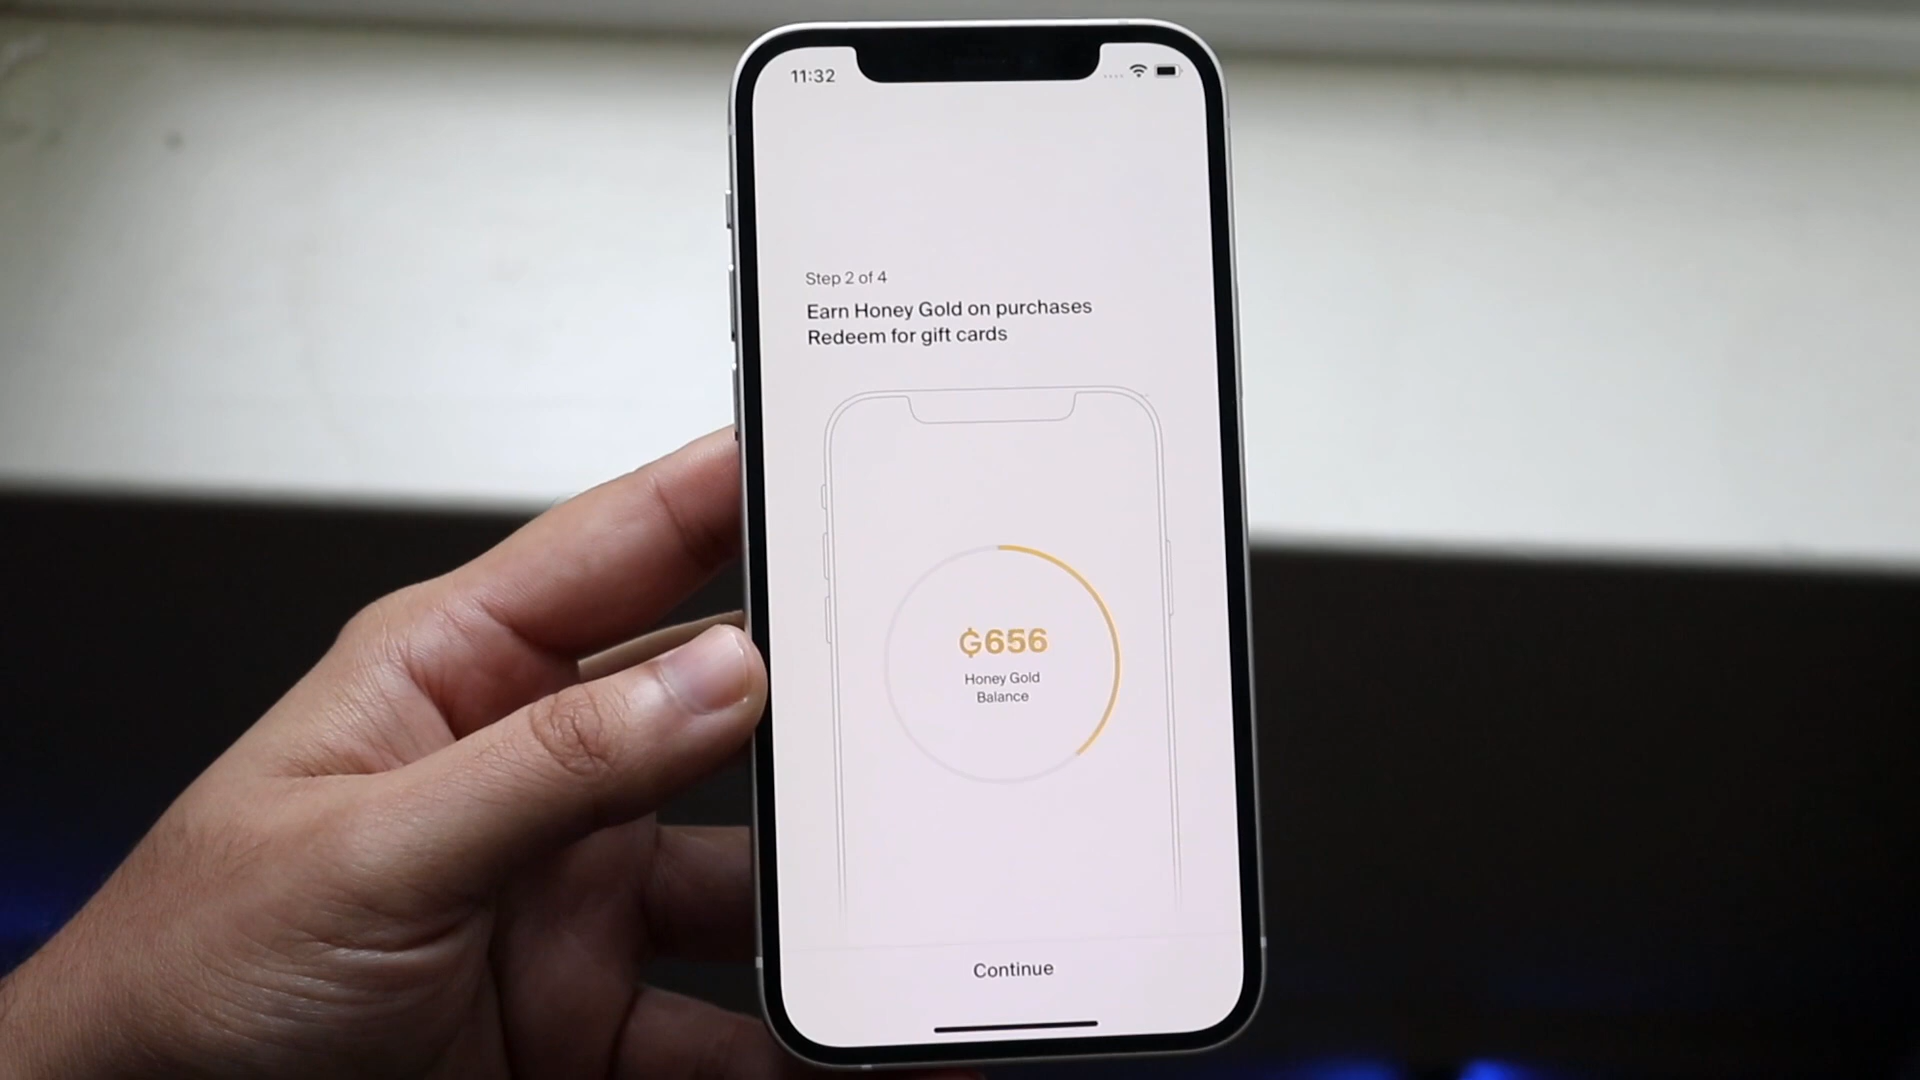 11:32
Step 2 of 4
Earn Honey Gold on purchases
Redeem for gift cards
₲656
Honey Gold
Balance
Continue